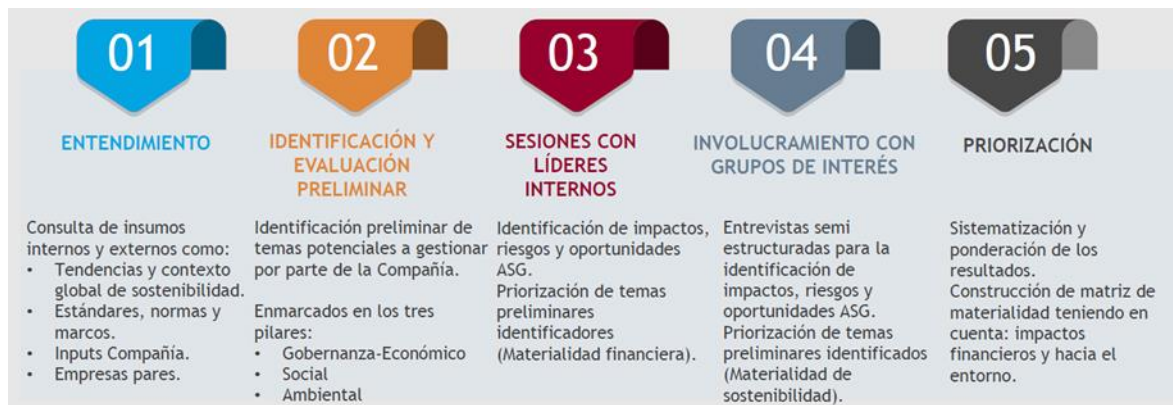 01
ENTENDIMIENTO
Consulta de insumos
internos y externos como:
• Tendencias y contexto
global de sostenibilidad.
• Estándares, normas y
marcos.
• Inputs Compañía.
• Empresas pares.
02
IDENTIFICACIÓN Y
EVALUACIÓN
PRELIMINAR
Identificación preliminar de
temas potenciales a gestionar
por parte de la Compañía.
Enmarcados en los tres
pilares:
• Gobernanza-Económico
• Social
• Ambiental
03
SESIONES CON
LÍDERES
INTERNOS
Identificación de impactos,
riesgos y oportunidades
ASG.
Priorización de temas
preliminares
identificadores
(Materialidad financiera).
04
INVOLUCRAMIENTO CON
GRUPOS DE INTERÉS
Entrevistas semi
estructuradas para la
identificación de
impactos, riesgos y
oportunidades ASG.
Priorización de temas
preliminares identificados
(Materialidad de
sostenibilidad).
05
PRIORIZACIÓN
Sistematización y
ponderación de los
resultados.
Construcción de matriz de
materialidad teniendo en
cuenta: impactos
financieros y hacia el
entorno.